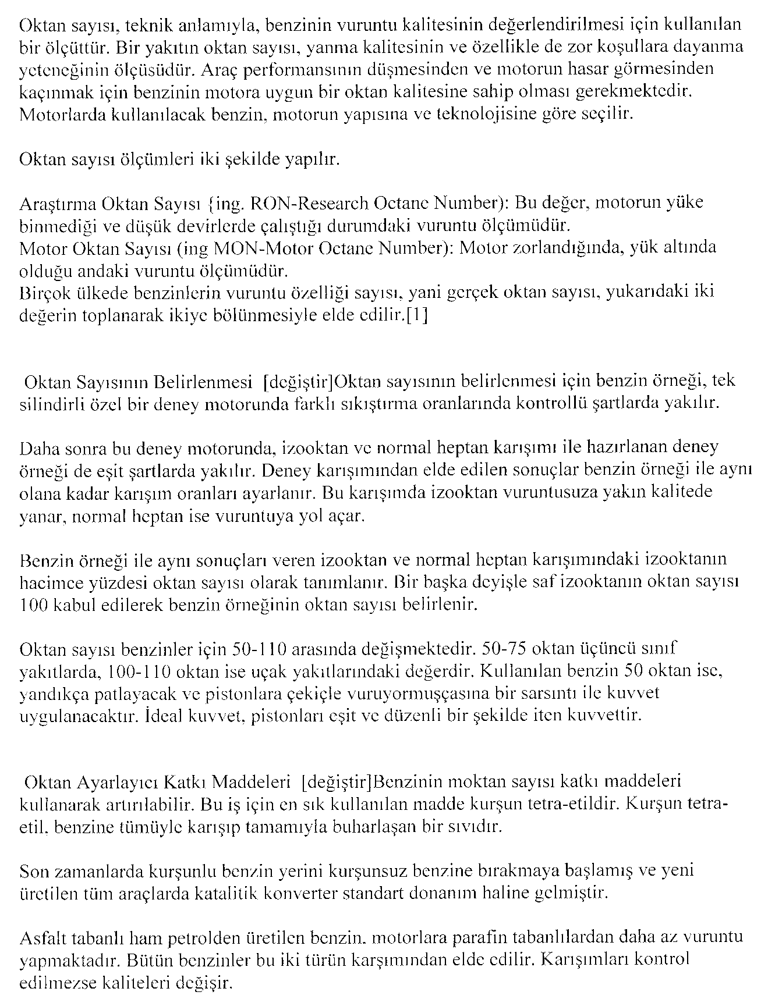 Oktan sayısı, teknik anlamıyla, benzinin vuruntu kalitesinin değerlendirilmesi için kullanılan
bir ölçüttür. Bir yakıtın oktan sayısı, yanma kalitesinin ve özellikle de zor koşullara dayanma
yeteneğinin ölçüsüdür. Araç performansının düşmesinden ve motorun hasar görmesinden
kaçınmak için benzinin motora uygun bir oktan kalitesine sahip olması gerekmektedir.
Motorlarda kullanılacak benzin, motorun yapısına ve teknolojisine göre seçilir.

Oktan sayısı ölçümleri iki şekilde yapılır.

Araştırma Oktan Sayısı {ing. RON-Research Octane Number): Bu değer, motorun yüke
binmediği ve düşük devirlerde çalıştığı durumdaki vuruntu ölçümüdür.
Motor Oktan Sayısı (ing MON-Motor Octane Number): Motor zorlandığında, yük altında
olduğu andaki vuruntu ölçümüdür.
Birçok ülkede benzinlerin vuruntu özelliği sayısı, yani gerçek oktan sayısı, yukarıdaki iki
değerin toplanarak ikiye bölünmesiyle elde edilir.[1]

Oktan Sayısının Belirlenmesi [değiştir]Oktan sayısının belirlenmesi için benzin örneği, tek
silindirli özel bir deney motorunda farklı sıkıştırma oranlarında kontrollü şartlarda yakılır.

Daha sonra bu deney motorunda, izooktan ve normal heptan karışımı ile hazırlanan deney
örneği de eşit şartlarda yakılır. Deney karışımından elde edilen sonuçlar benzin örneği ile aynı
olana kadar karışım oranları ayarlanır. Bu karışımda izooktan vuruntusuza yakın kalitede
yanar, normal heptan ise vuruntuya yol açar.

Benzin örneği ile aynı sonuçları veren izooktan ve normal heptan karışımındaki izooktanın
hacimce yüzdesi oktan sayısı olarak tanımlanır. Bir başka deyişle saf izooktanın oktan sayısı
100 kabul edilerek benzin örneğinin oktan sayısı belirlenir.

Oktan sayısı benzinler için 50-110 arasında değişmektedir. 50-75 oktan üçüncü sınıf
yakıtlarda, 100-110 oktan ise uçak yakıtlarındaki değerdir. Kullanılan benzin 50 oktan ise,
yandıkça patlayacak ve pistonlara çekiçle vuruyormuşçasına bir sarsıntı ile kuvvet
uygulanacaktır. İdeal kuvvet, pistonları eşit ve düzenli bir şekilde iten kuvvettir.

Oktan Ayarlayıcı Katkı Maddeleri [değiştir]Benzinin moktan sayısı katkı maddeleri
kullanarak artırılabilir. Bu iş için en sık kullanılan madde kurşun tetra-etildir. Kurşun tetra-
etil, benzine tümüyle karışıp tamamıyla buharlaşan bir sıvıdır.

Son zamanlarda kurşunlu benzin yerini kurşunsuz benzine bırakmaya başlamış ve yeni
üretilen tüm araçlarda katalitik konverter standart donanım haline gelmiştir.

Asfalt tabanlı ham petrolden üretilen benzin, motorlara parafin tabanlılardan daha az vuruntu
yapmaktadır. Bütün benzinler bu iki türün karşımından elde edilir. Karışımları kontrol
edilmezse kaliteleri değişir.